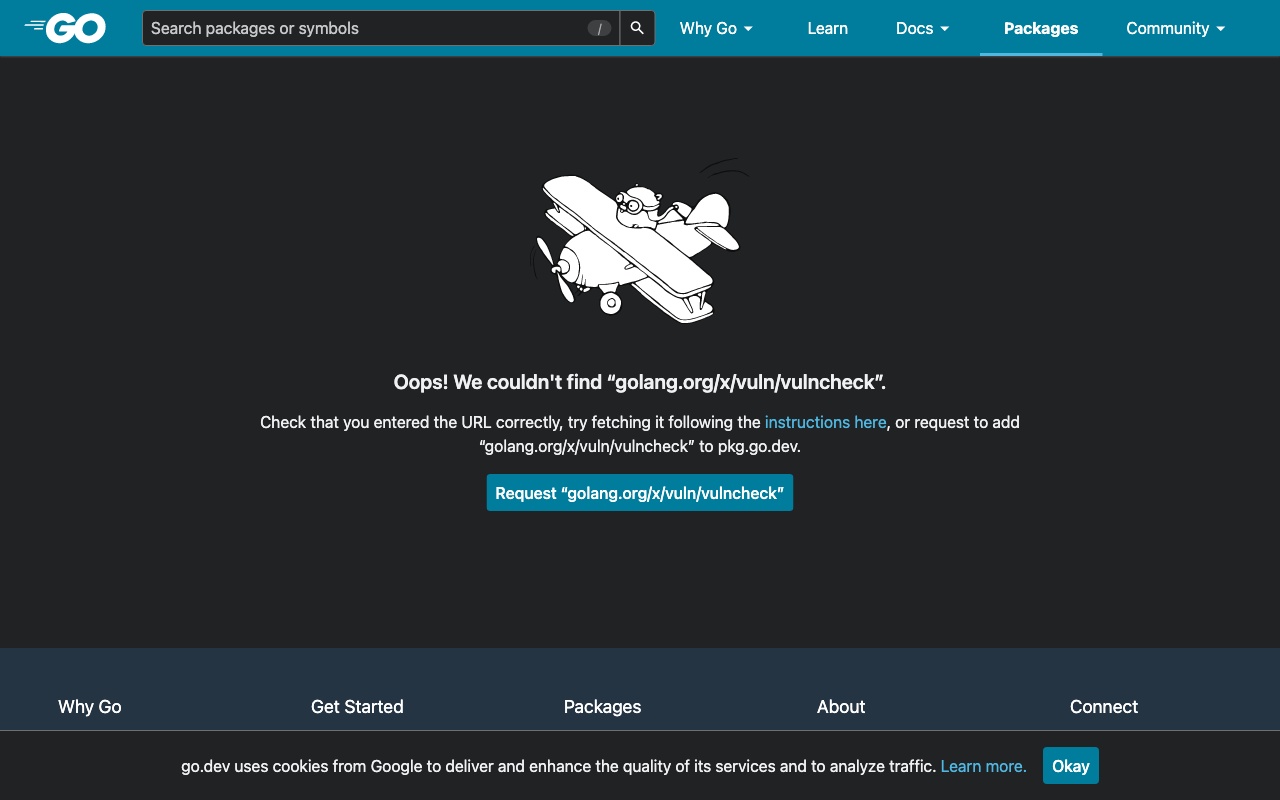 GO
Search packages or symbols /
Why Go
Learn
Docs
Packages
Community
Oops! We couldn't find “golang.org/x/vuln/vulncheck”.
Check that you entered the URL correctly, try fetching it following the instructions here, or request to add
“golang.org/x/vuln/vulncheck” to pkg.go.dev.
Request “golang.org/x/vuln/vulncheck”
Why Go
Get Started
Packages
About
Connect
go.dev uses cookies from Google to deliver and enhance the quality of its services and to analyze traffic. Learn more.
Okay